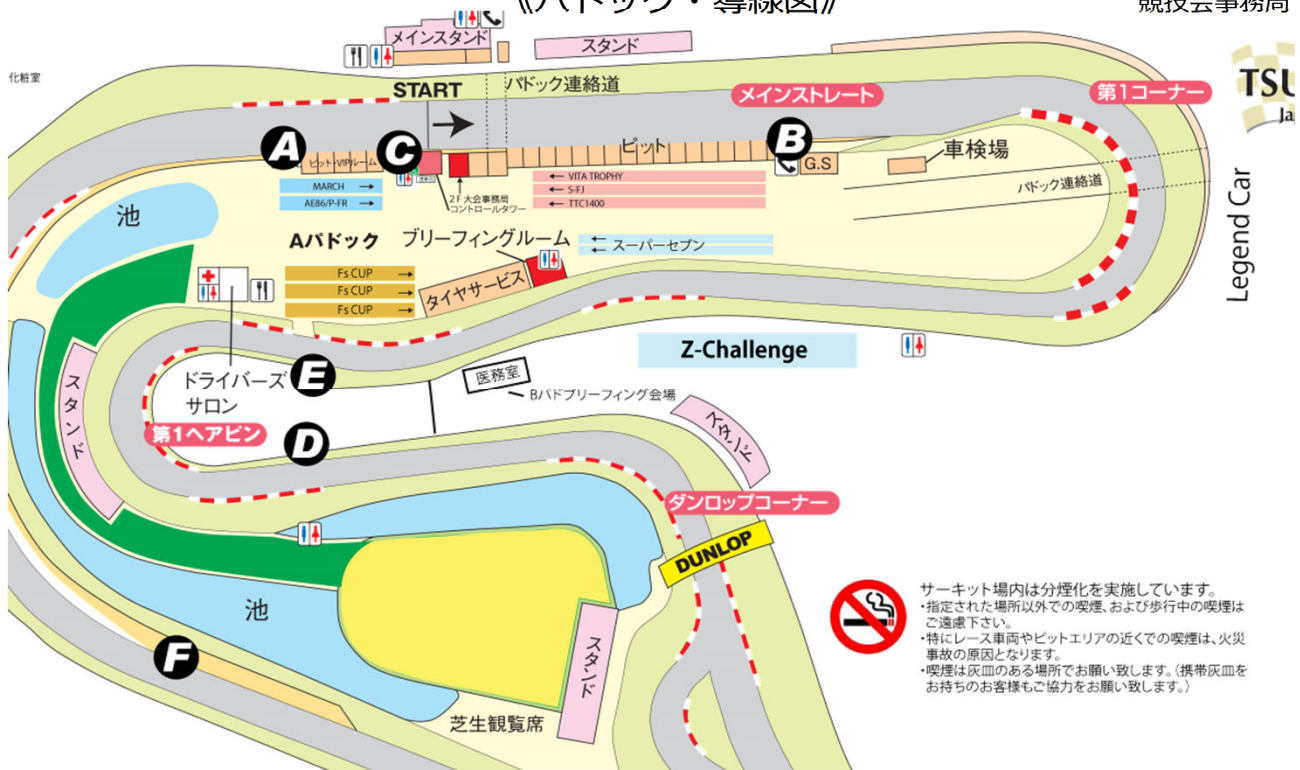 《パドック・導線図》
競技会事務局
メインスタンド
スタンド
化粧室
START
パドック連絡道
メインストレート
第1コーナー
TSU
Ja
A
ピット・VIPルーム
C
ピット
B
G.S
車検場
MARCH
AE86/P-FR
2F 大会事務局
コントロールタワー
VITA TROPHY
S-FJ
TTC1400
パドック連絡道
Legend Car
池
Aパドック
ブリーフィングルーム
スーパーセブン
Fs CUP
Fs CUP
Fs CUP
タイヤサービス
Z-Challenge
ドライバーズ
サロン
E
医務室
Bパドブリーフィング会場
スタンド
スタンド
第1ヘアピン
D
ダンロップコーナー
DUNLOP
サーキット場内は分煙化を実施しています。
・指定された場所以外での喫煙、および歩行中の喫煙は
ご遠慮下さい。
・特にレース車両やピットエリアの近くでの喫煙は、火災
事故の原因となります。
・喫煙は灰皿のある場所でお願い致します。（携帯灰皿を
お持ちのお客様もご協力をお願い致します。）
池
F
スタンド
芝生観覧席